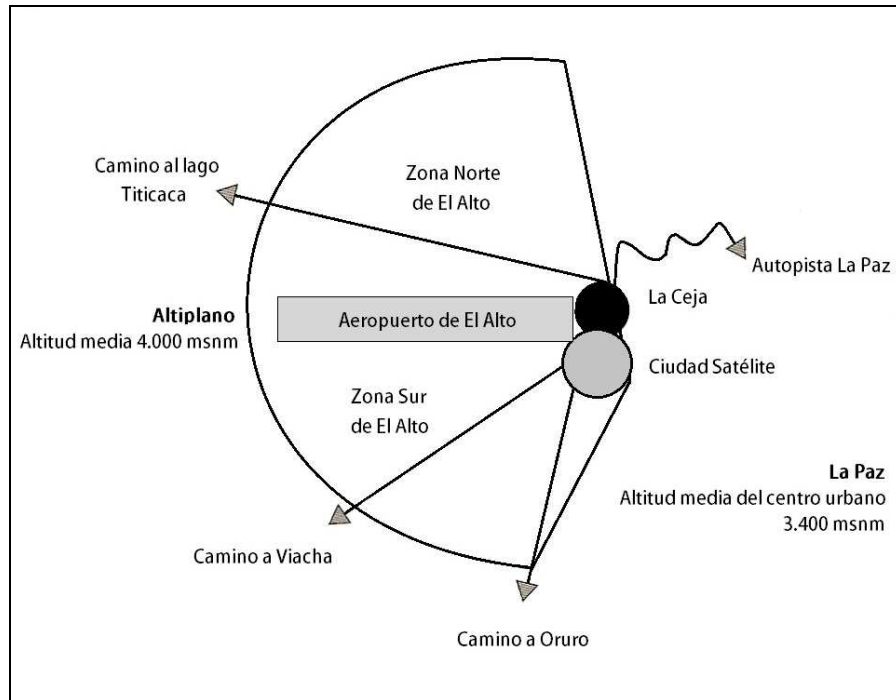 Camino al lago
Titicaca
Zona Norte
de El Alto
Autopista La Paz
La Ceja
Altiplano
Altitud media 4.000 msnm
Aeropuerto de El Alto
Ciudad Satélite
Zona Sur
de El Alto
La Paz
Altitud media del centro urbano
3.400 msnm
Camino a Viacha
Camino a Oruro